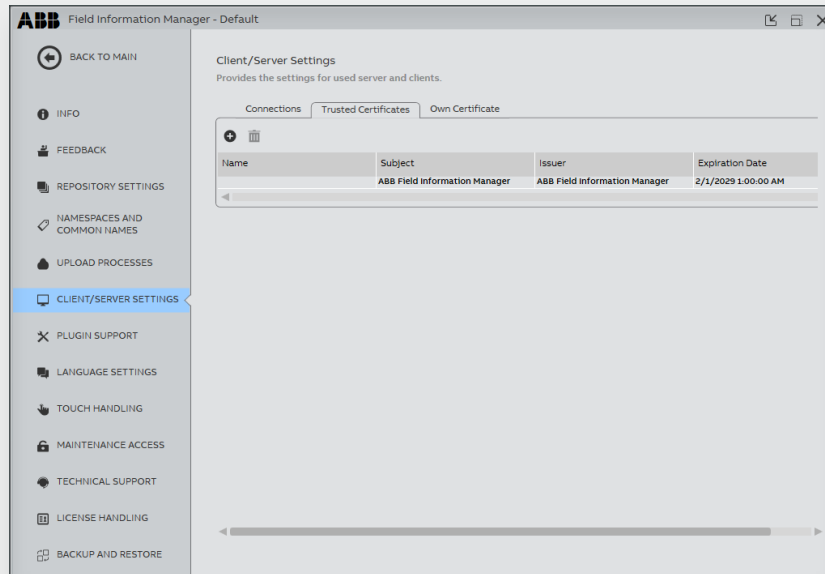 ABB Field Information Manager - Default
BACK TO MAIN
INFO
FEEDBACK
REPOSITORY SETTINGS
NAMESPACES AND
COMMON NAMES
UPLOAD PROCESSES
CLIENT/SERVER SETTINGS
PLUGIN SUPPORT
LANGUAGE SETTINGS
TOUCH HANDLING
MAINTENANCE ACCESS
TECHNICAL SUPPORT
LICENSE HANDLING
BACKUP AND RESTORE
Client/Server Settings
Provides the settings for used server and clients.
Connections Trusted Certificates Own Certificate
Name Subject Issuer Expiration Date
ABB Field Information Manager ABB Field Information Manager 2/1/2029 1:00:00 AM